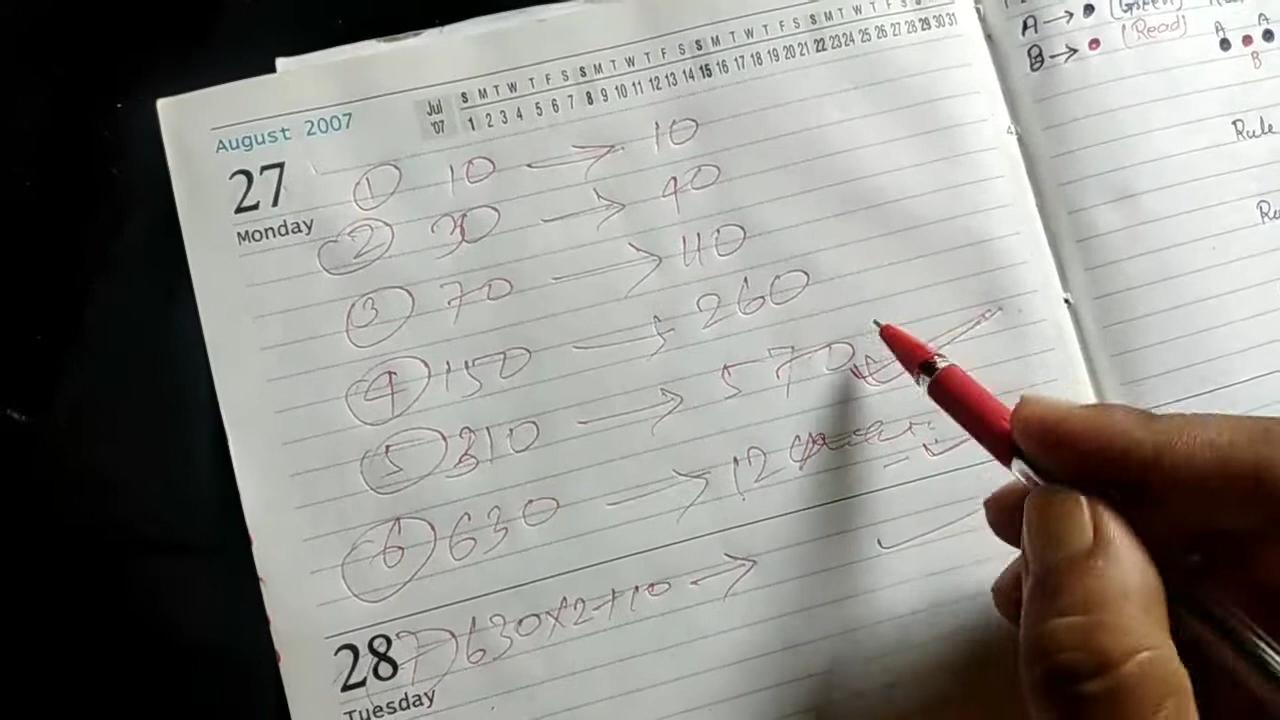 Jul '07 S M T W T F S S M T W T F S S M T W T F S S M T W T F S
1 2 3 4 5 6 7 8 9 10 11 12 13 14 15 16 17 18 19 20 21 22 23 24 25 26 27 28 29 30 31
August 2007
27
Monday
① 10 → 10
② 30 → 40
③ 70 → 110
④ 150 → 260
⑤ 310 → 570
⑥ 630 → 12
28
Tuesday
⑦ 630×2+10 →
A → (Green)
B → (Read)
A A
B
Rule